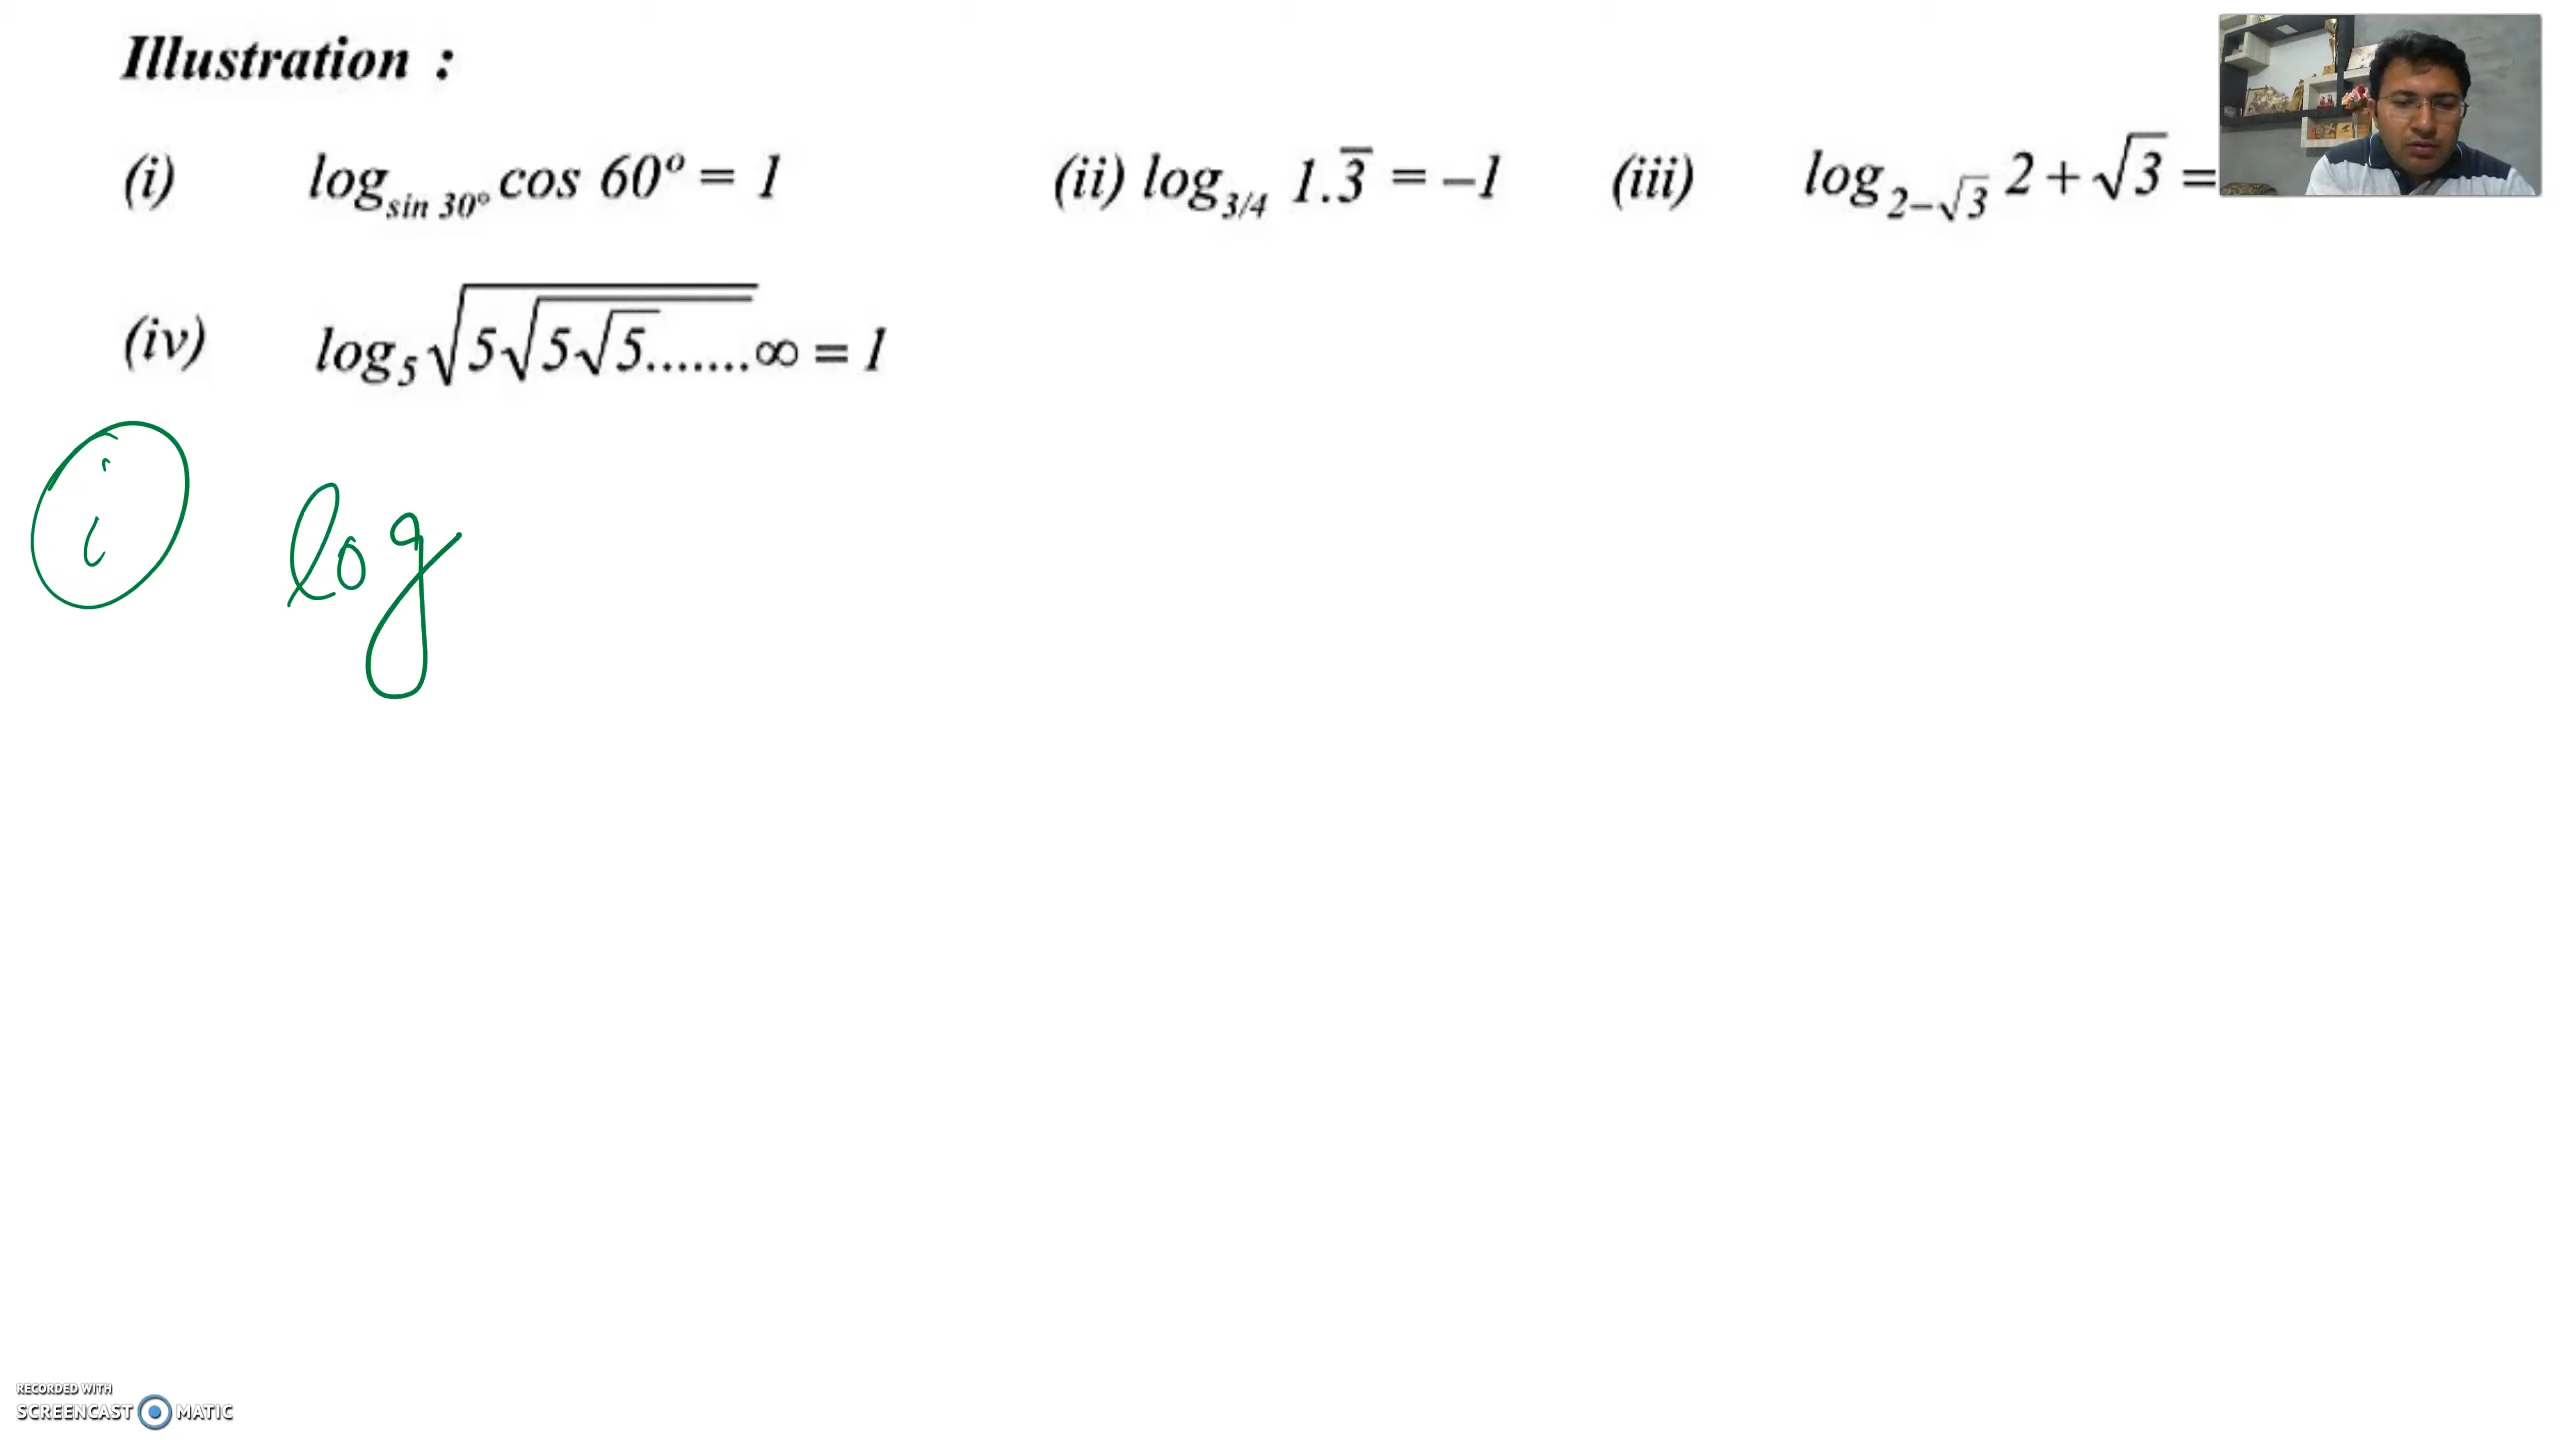 Illustration :
(i) log_{sin 30°} cos 60° = 1 (ii) log_{3/4} 1.3̅ = –1 (iii) log_{2–√3} 2 + √3 =
(iv) log_5 √(5√(5√5.......∞ = 1
i log
RECORDED WITH
SCREENCAST MATIC